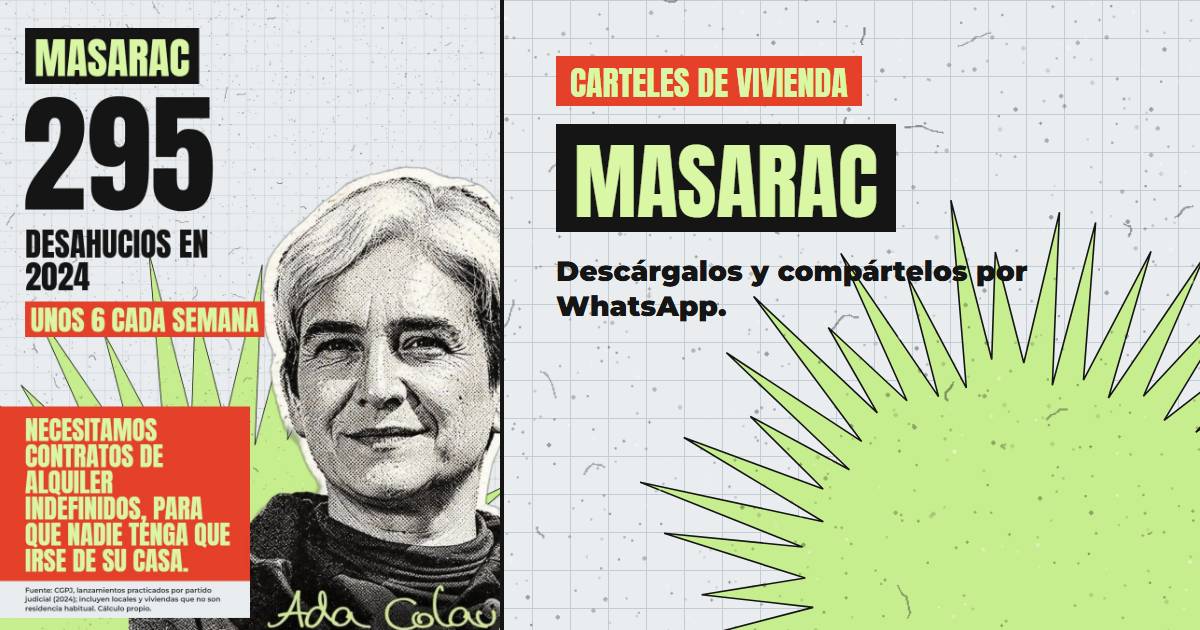 MASARAC
295
DESAHUCIOS EN
2024
UNOS 6 CADA SEMANA
NECESITAMOS
CONTRATOS DE
ALQUILER
INDEFINIDOS, PARA
QUE NADIE TENGA QUE
IRSE DE SU CASA.
Fuente: CGPJ, lanzamientos practicados por partido
judicial (2024); incluyen locales y viviendas que no son
residencia habitual. Cálculo propio.
Ada Colau
CARTELES DE VIVIENDA
MASARAC
Descárgalos y compártelos por
WhatsApp.